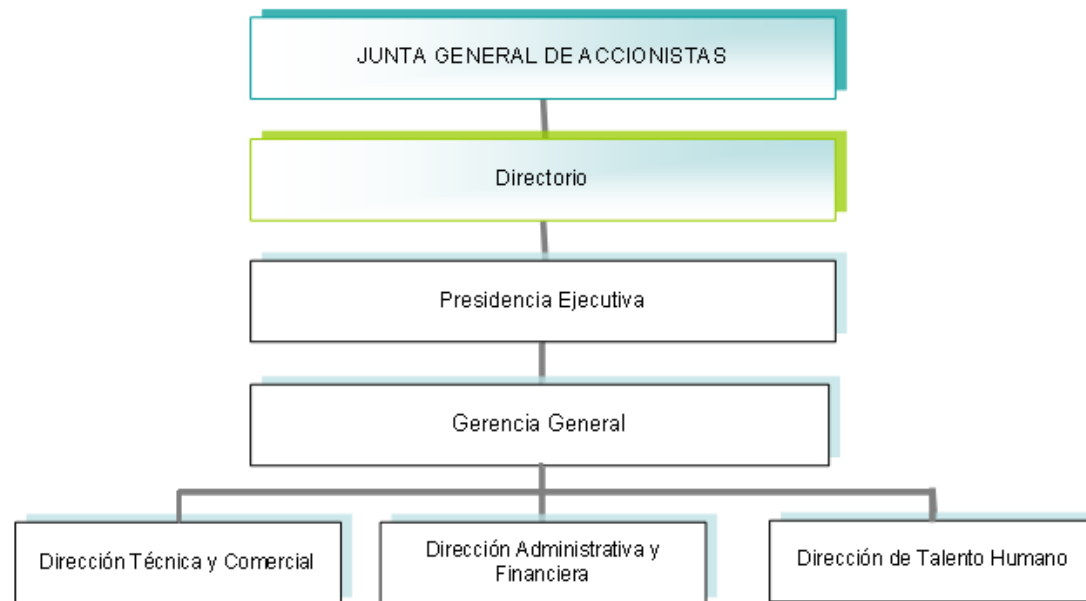 JUNTA GENERAL DE ACCIONISTAS
Directorio
Presidencia Ejecutiva
Gerencia General
Dirección Técnica y Comercial
Dirección Administrativa y
Financiera
Dirección de Talento Humano